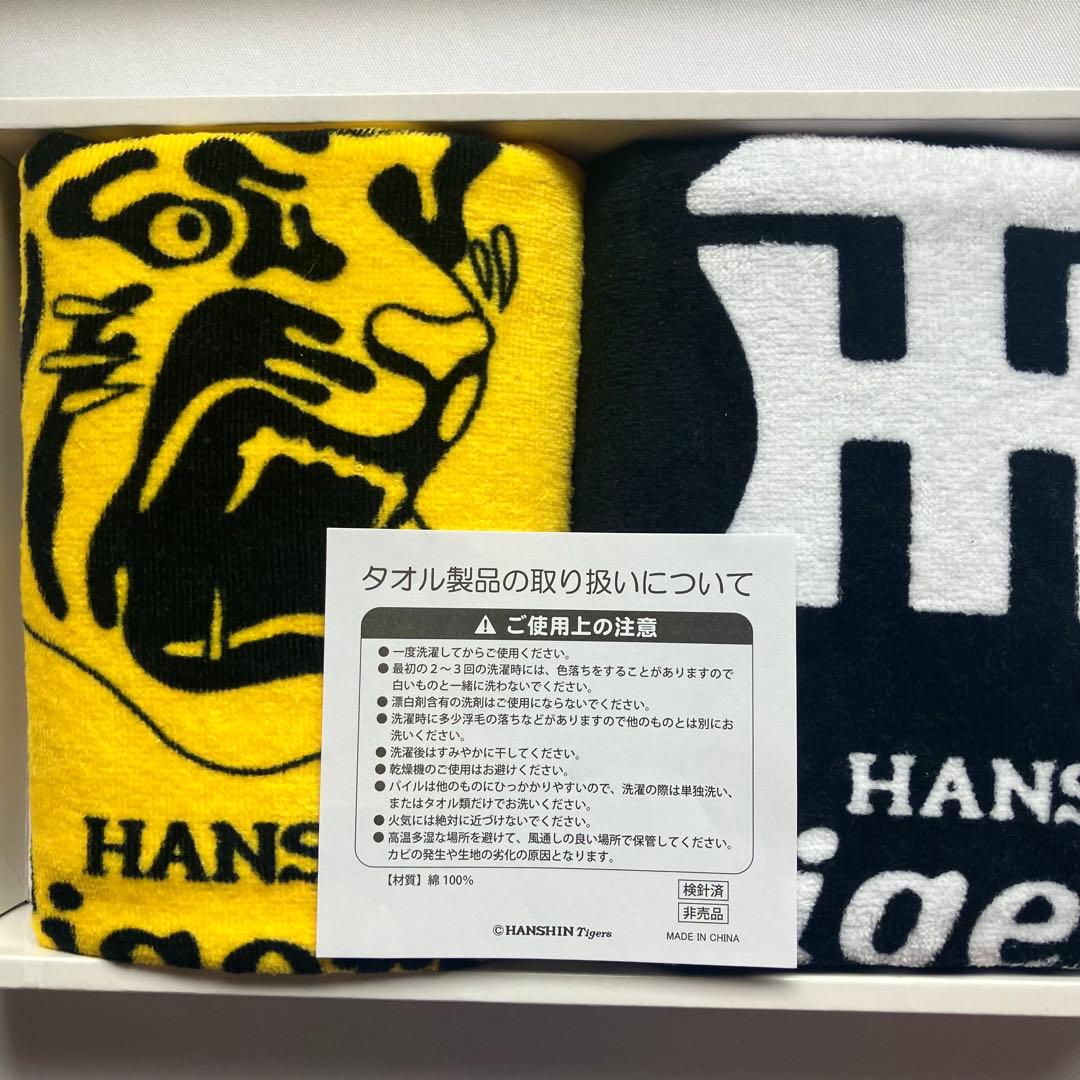 タオル製品の取り扱いについて
⚠ ご使用上の注意
●一度洗濯してからご使用ください。
●最初の２〜３回の洗濯時には、色落ちをすることがありますので
白いものと一緒に洗わないでください。
●漂白剤含有の洗剤はご使用にならないでください。
●洗濯時に多少浮毛の落ちなどがありますので他のものとは別にお
洗いください。
●洗濯後はすみやかに干してください。
●乾燥機のご使用はお避けください。
●パイルは他のものにひっかかりやすいので、洗濯の際は単独洗い、
またはタオル類だけでお洗いください。
●火気には絶対に近づけないでください。
●高温多湿な場所を避けて、風通しの良い場所で保管してください。
カビの発生や生地の劣化の原因となります。
【材質】綿100%
検針済
非売品
©HANSHIN Tigers
MADE IN CHINA
HANS
HANS
ige